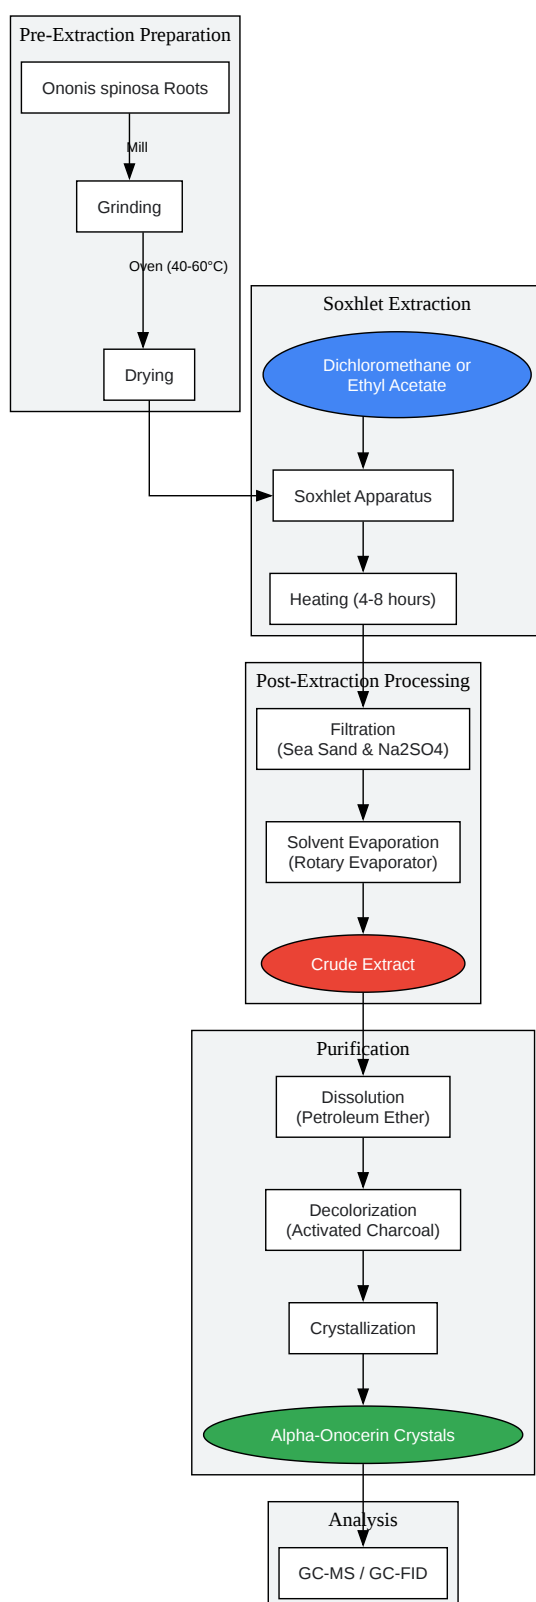 Pre-Extraction Preparation
Ononis spinosa Roots
Mill
Grinding
Oven (40-60°C)
Drying
Soxhlet Extraction
Dichloromethane or
Ethyl Acetate
Soxhlet Apparatus
Heating (4-8 hours)
Post-Extraction Processing
Filtration
(Sea Sand & Na2SO4)
Solvent Evaporation
(Rotary Evaporator)
Crude Extract
Purification
Dissolution
(Petroleum Ether)
Decolorization
(Activated Charcoal)
Crystallization
Alpha-Onocerin Crystals
Analysis
GC-MS / GC-FID